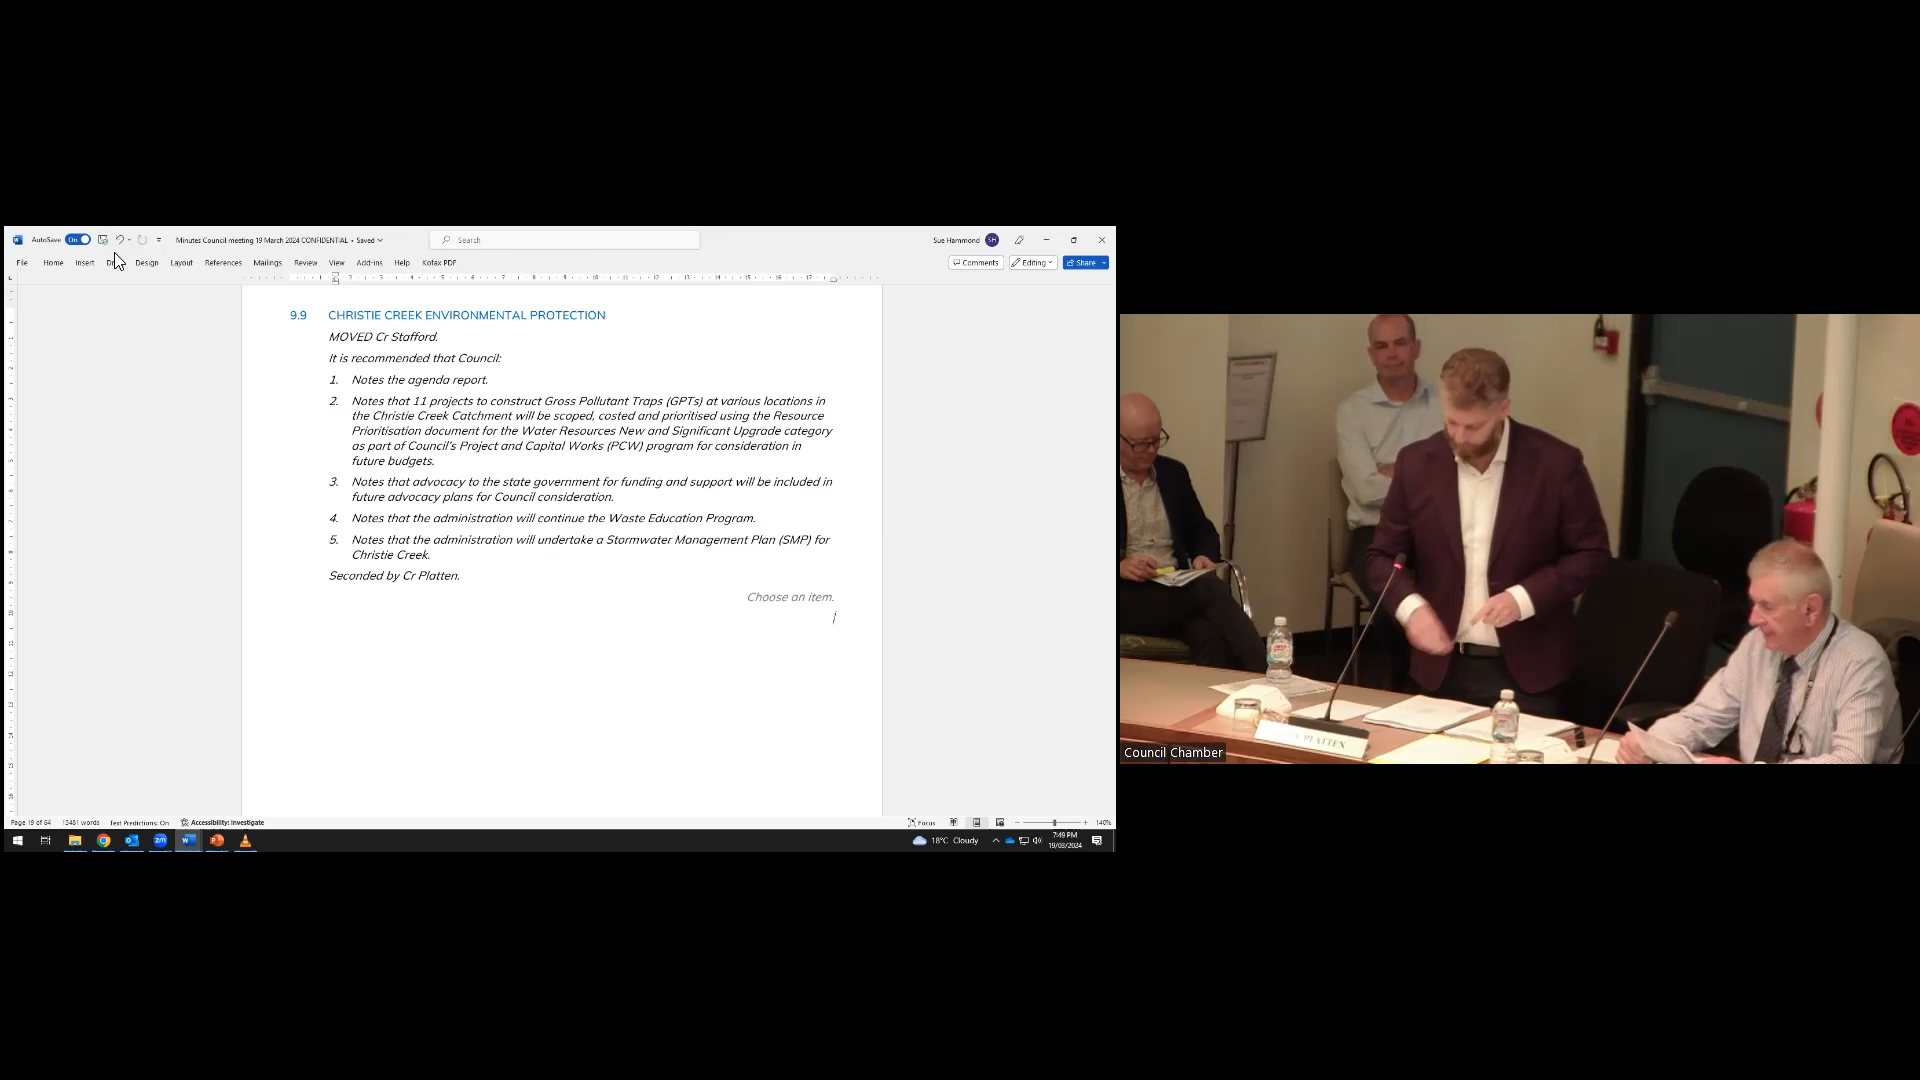 AutoSave On Minutes Council meeting 19 March 2024 CONFIDENTIAL • Saved Search Sue Hammond SH
File Home Insert Design Layout References Mailings Review View Add-ins Help Kofax PDF Comments Editing Share
9.9 CHRISTIE CREEK ENVIRONMENTAL PROTECTION
MOVED Cr Stafford.
It is recommended that Council:
1. Notes the agenda report.
2. Notes that 11 projects to construct Gross Pollutant Traps (GPTs) at various locations in
the Christie Creek Catchment will be scoped, costed and prioritised using the Resource
Prioritisation document for the Water Resources New and Significant Upgrade category
as part of Council's Project and Capital Works (PCW) program for consideration in
future budgets.
3. Notes that advocacy to the state government for funding and support will be included in
future advocacy plans for Council consideration.
4. Notes that the administration will continue the Waste Education Program.
5. Notes that the administration will undertake a Stormwater Management Plan (SMP) for
Christie Creek.
Seconded by Cr Platten.
Choose an item.
Page 19 of 64 13481 words Text Predictions: On Accessibility: Investigate Focus 140%
18°C Cloudy 7:49 PM
19/03/2024
PLATTEN
Council Chamber